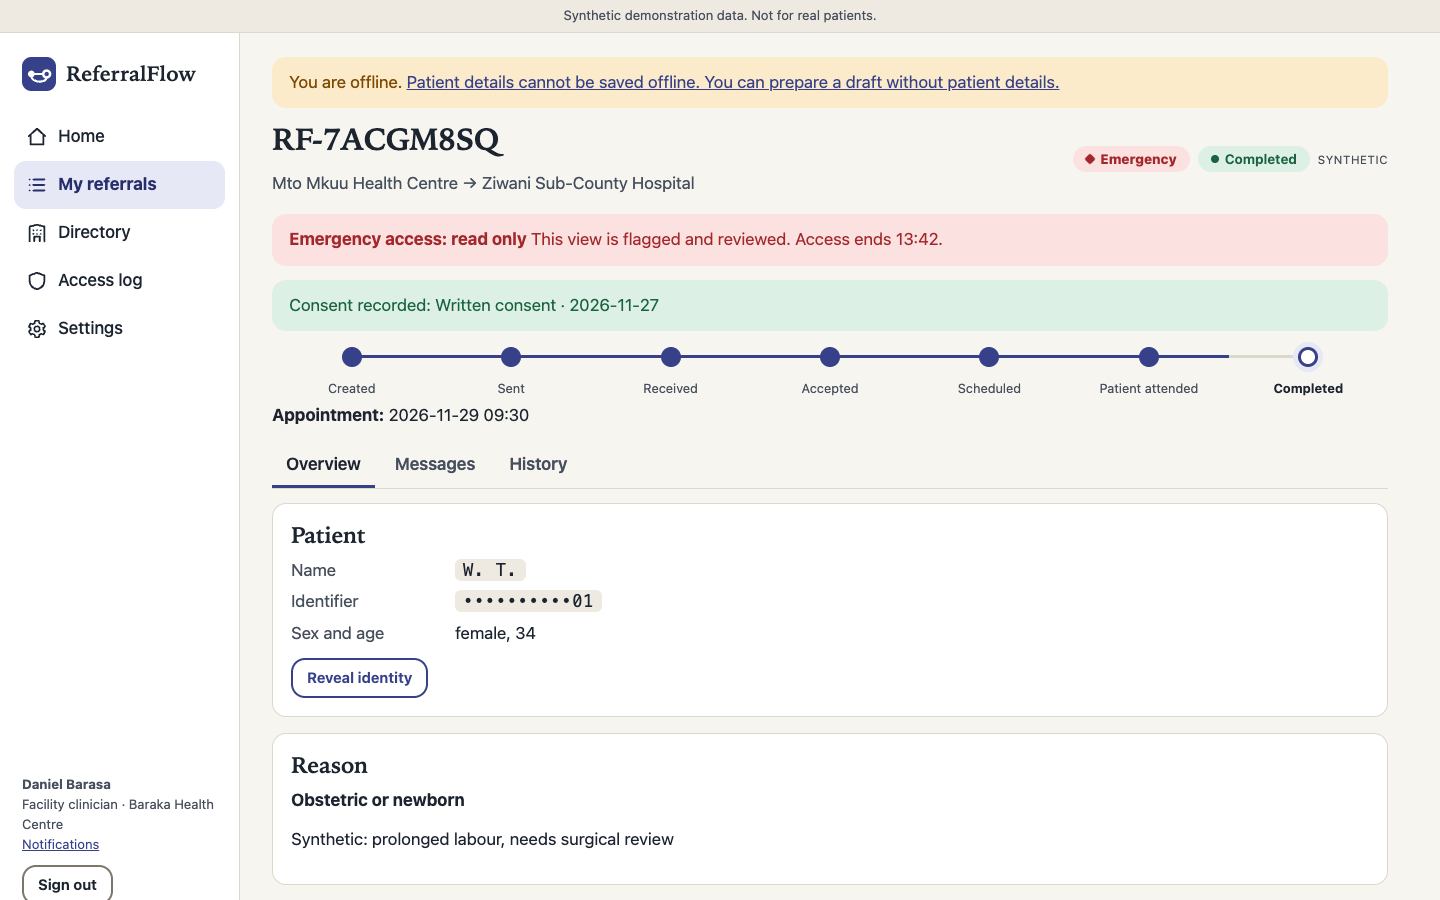 Synthetic demonstration data. Not for real patients.
ReferralFlow
Home
My referrals
Directory
Access log
Settings
Daniel Barasa
Facility clinician · Baraka Health
Centre
Notifications
Sign out
You are offline. Patient details cannot be saved offline. You can prepare a draft without patient details.
RF-7ACGM8SQ
Mto Mkuu Health Centre → Ziwani Sub-County Hospital
Emergency
Completed
SYNTHETIC
Emergency access: read only This view is flagged and reviewed. Access ends 13:42.
Consent recorded: Written consent · 2026-11-27
Created Sent Received Accepted Scheduled Patient attended Completed
Appointment: 2026-11-29 09:30
Overview Messages History
Patient
Name W. T.
Identifier ••••••••••01
Sex and age female, 34
Reveal identity
Reason
Obstetric or newborn
Synthetic: prolonged labour, needs surgical review